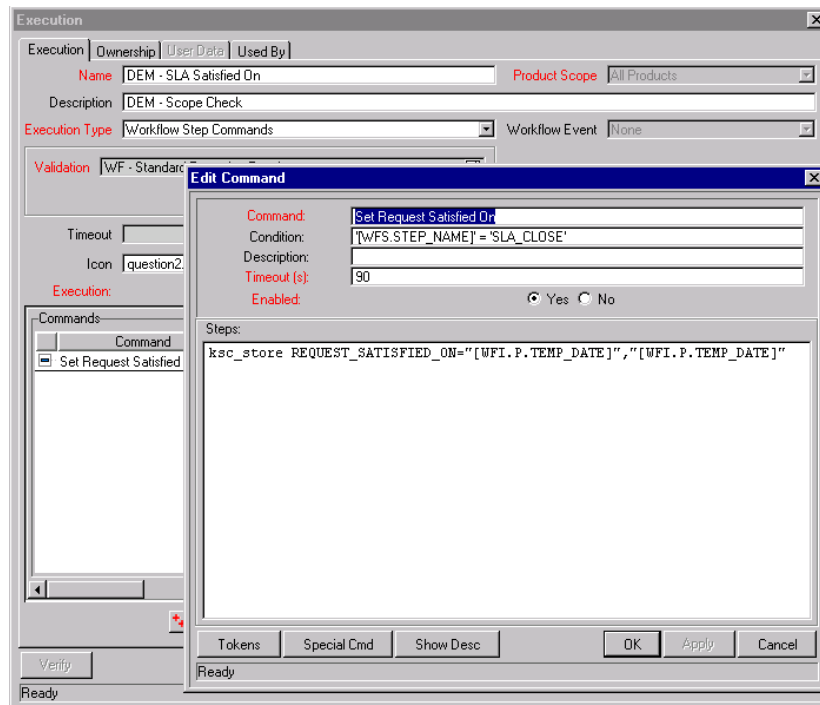 Execution
Execution Ownership User Data Used By
Name DEM - SLA Satisfied On Product Scope All Products
Description DEM - Scope Check
Execution Type Workflow Step Commands Workflow Event None
Validation WF - Standard
Timeout
Icon question2.
Execution:
Commands
Command
Set Request Satisfied
Verify
Ready
Edit Command
Command: Set Request Satisfied On
Condition: '[WFS.STEP_NAME]' = 'SLA_CLOSE'
Description:
Timeout (s): 90
Enabled: Yes No
Steps:
ksc_store REQUEST_SATISFIED_ON="[WFI.P.TEMP_DATE]","[WFI.P.TEMP_DATE]"
Tokens Special Cmd Show Desc OK Apply Cancel
Ready